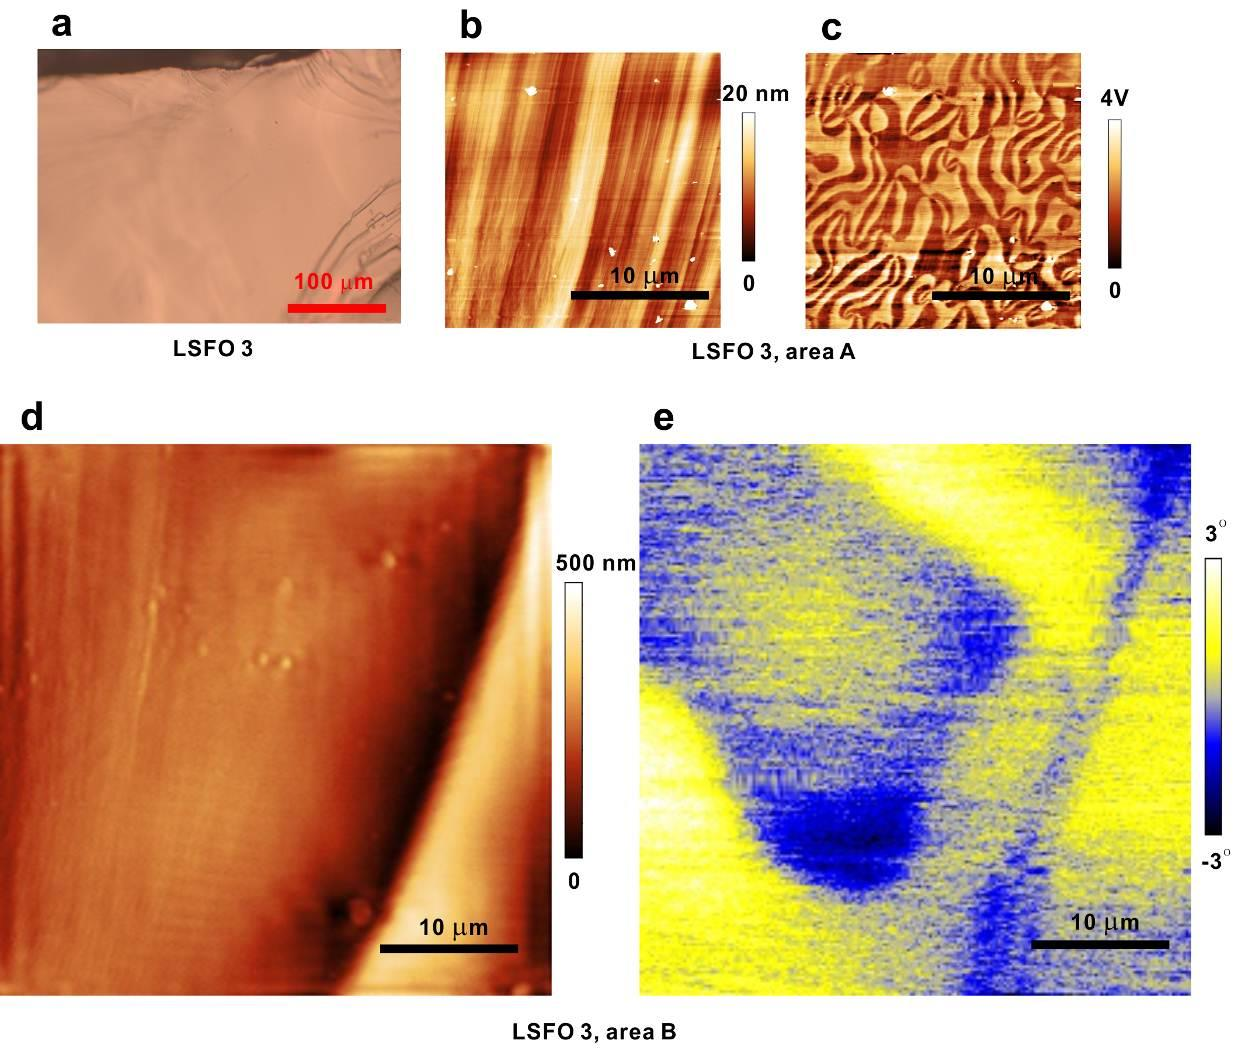 a
b
c
20 nm
4V
100 μm
10 μm
10 μm
0
0
LSFO 3
LSFO 3, area A
d
e
500 nm
3°
0
-3°
10 μm
10 μm
LSFO 3, area B